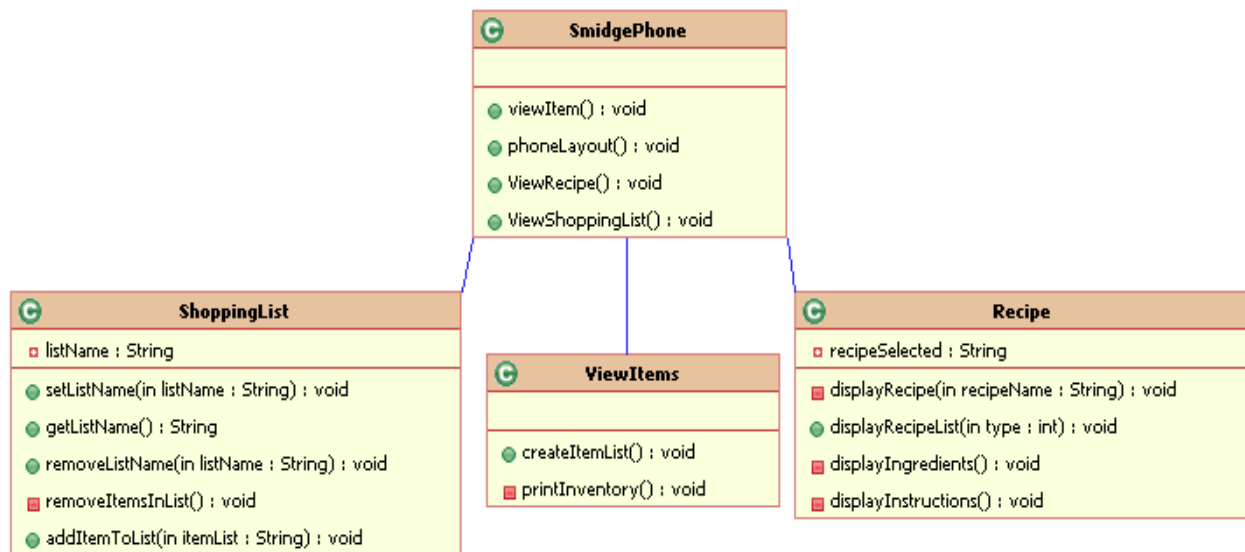 C SmidgePhone
viewItem() : void
phoneLayout() : void
ViewRecipe() : void
ViewShoppingList() : void
C ShoppingList
listName : String
setListName(in listName : String) : void
getListName() : String
removeListName(in listName : String) : void
removeItemsInList() : void
addItemToList(in itemList : String) : void
C ViewItems
createItemList() : void
printInventory() : void
C Recipe
recipeSelected : String
displayRecipe(in recipeName : String) : void
displayRecipeList(in type : int) : void
displayIngredients() : void
displayInstructions() : void